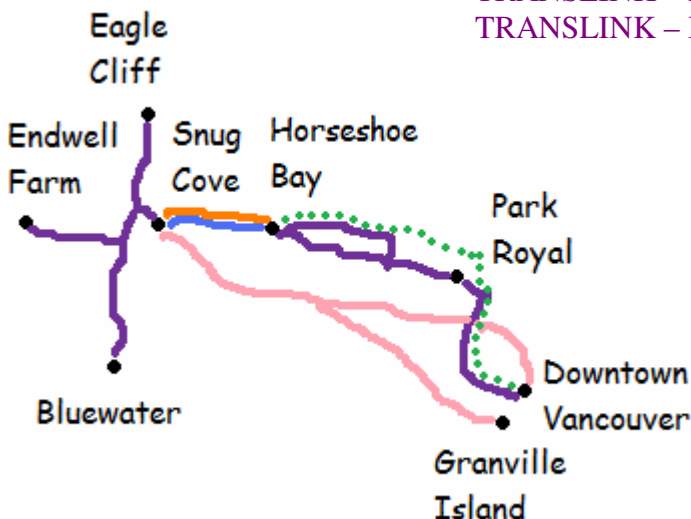 TRANSLINK –
Eagle
Cliff
Endwell
Farm
Snug
Cove
Horseshoe
Bay
Park
Royal
Bluewater
Downtown
Vancouver
Granville
Island